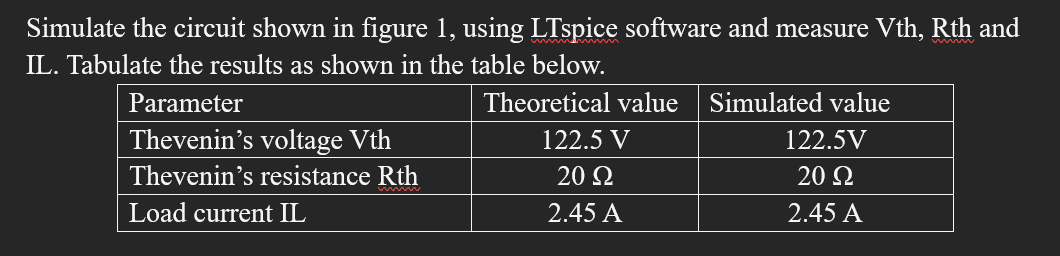 Simulate the circuit shown in figure 1, using LTspice software and measure Vth, Rth and
IL. Tabulate the results as shown in the table below.
Parameter Theoretical value Simulated value
Thevenin’s voltage Vth 122.5 V 122.5V
Thevenin’s resistance Rth 20 Ω 20 Ω
Load current IL 2.45 A 2.45 A